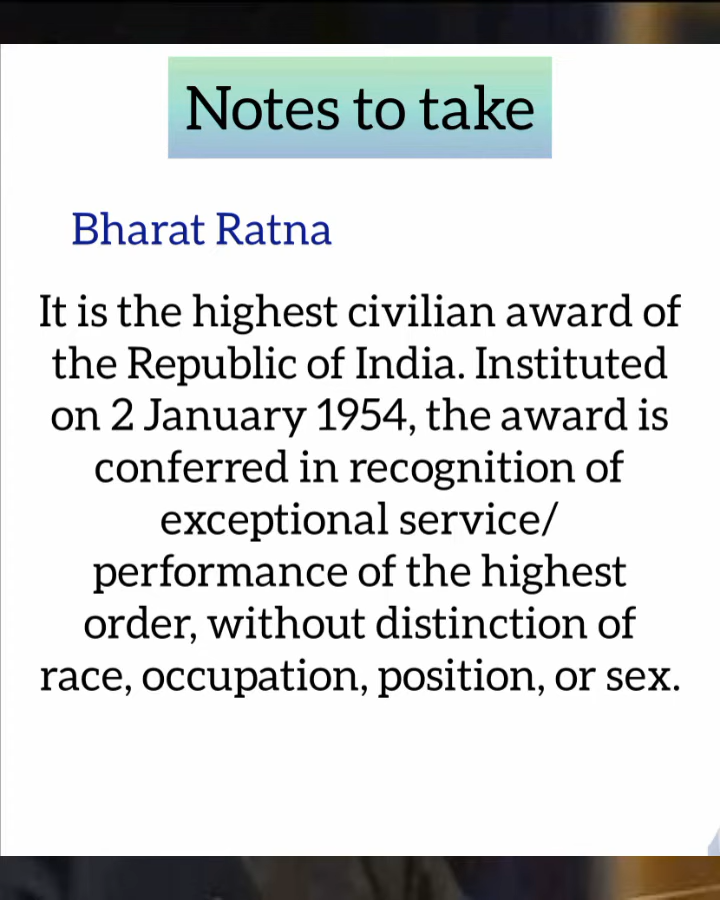 Notes to take
Bharat Ratna
It is the highest civilian award of
the Republic of India. Instituted
on 2 January 1954, the award is
conferred in recognition of
exceptional service/
performance of the highest
order, without distinction of
race, occupation, position, or sex.